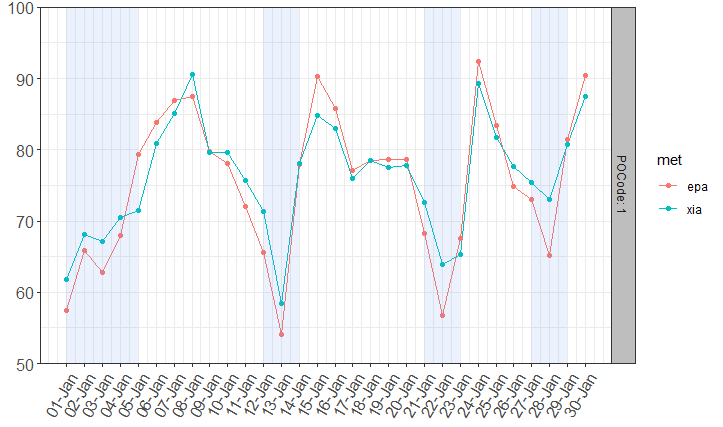 100
90
80
70
60
50
01-Jan
02-Jan
03-Jan
04-Jan
05-Jan
06-Jan
07-Jan
08-Jan
09-Jan
10-Jan
11-Jan
12-Jan
13-Jan
14-Jan
15-Jan
16-Jan
17-Jan
18-Jan
19-Jan
20-Jan
21-Jan
22-Jan
23-Jan
24-Jan
25-Jan
26-Jan
27-Jan
28-Jan
29-Jan
30-Jan
POCode: 1
met
epa
xia